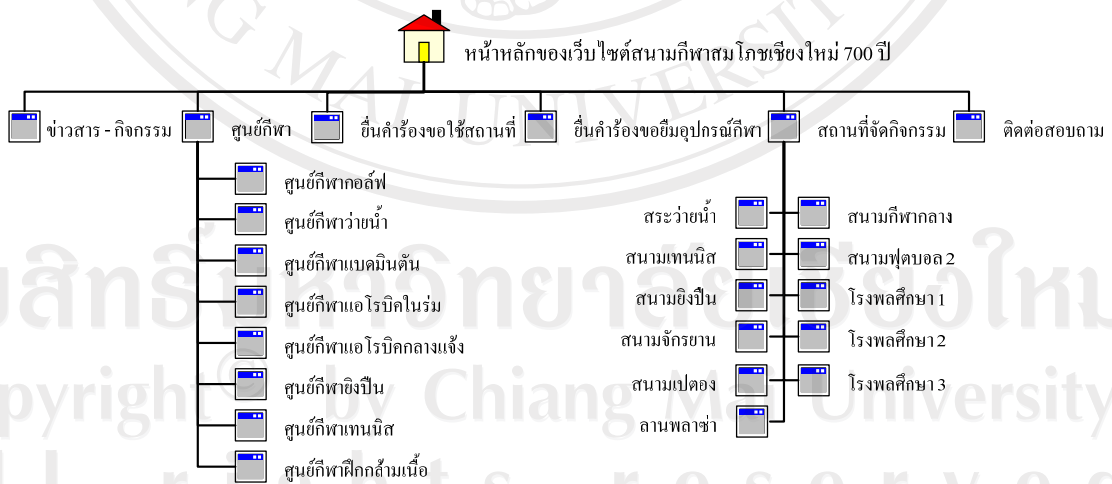 หน้าหลักของเว็บไซต์สนามกีฬาสมโภชเชียงใหม่ 700 ปี
ข่าวสาร - กิจกรรม
ศูนย์กีฬา
ยื่นคำร้องขอใช้สถานที่
ยื่นคำร้องขอยืมอุปกรณ์กีฬา
สถานที่จัดกิจกรรม
ติดต่อสอบถาม
ศูนย์กีฬากอล์ฟ
ศูนย์กีฬาว่ายน้ำ
ศูนย์กีฬาแบดมินตัน
ศูนย์กีฬาแอโรบิคในร่ม
ศูนย์กีฬาแอโรบิคกลางแจ้ง
ศูนย์กีฬายิงปืน
ศูนย์กีฬาเทนนิส
ศูนย์กีฬาฝึกกล้ามเนื้อ
สระว่ายน้ำ
สนามกีฬากลาง
สนามเทนนิส
สนามฟุตบอล 2
สนามยิงปืน
โรงพลศึกษา 1
สนามจักรยาน
โรงพลศึกษา 2
สนามเปตอง
โรงพลศึกษา 3
ลานพลาซ่า
pyright© by Chiang Mai University
l rights reserved